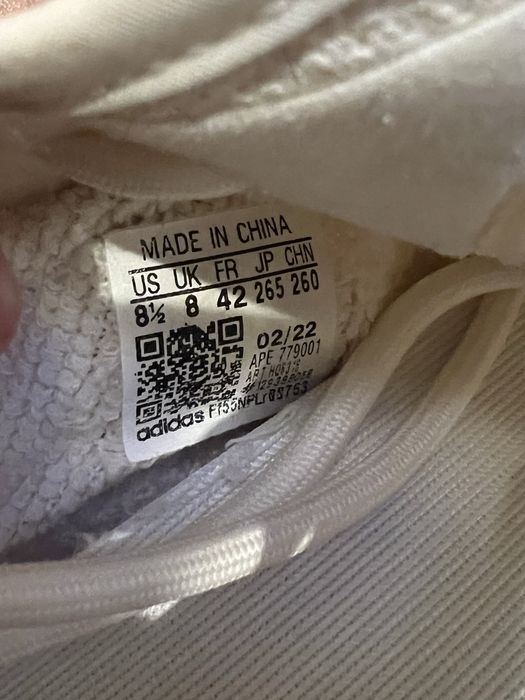 MADE IN CHINA
US UK FR JP CHN
8½ 8 42 265 260
02/22
APE 779001
adidas